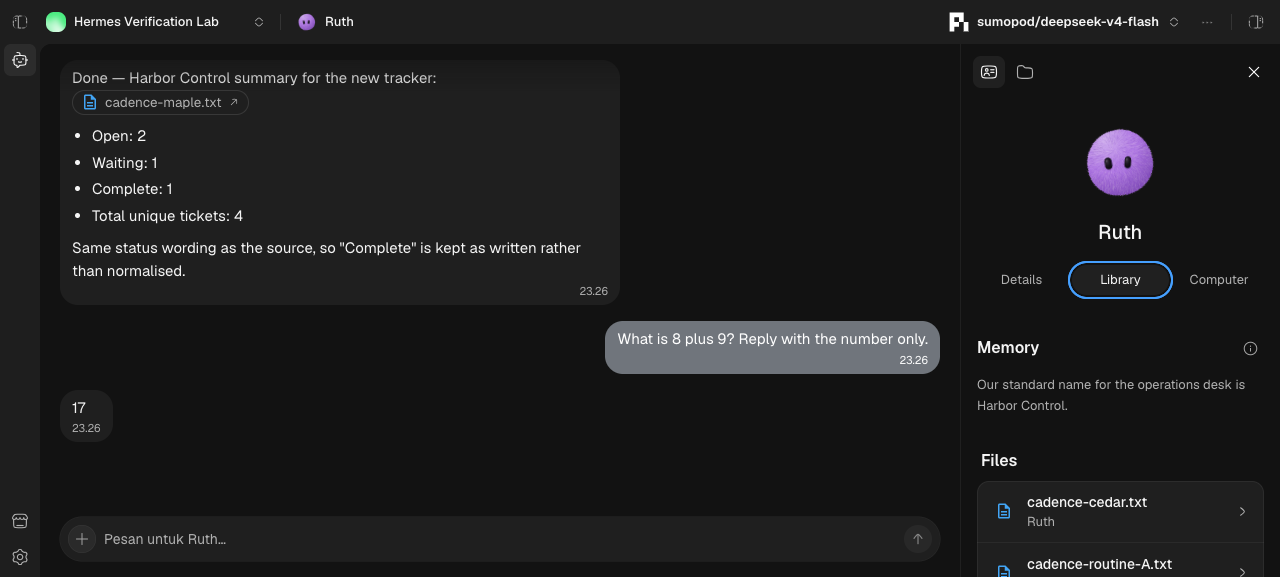 Hermes Verification Lab
Ruth
sumopod/deepseek-v4-flash
Done — Harbor Control summary for the new tracker:
cadence-maple.txt
Open: 2
Waiting: 1
Complete: 1
Total unique tickets: 4
Same status wording as the source, so "Complete" is kept as written rather
than normalised.
23.26
What is 8 plus 9? Reply with the number only.
23.26
17
23.26
Pesan untuk Ruth...
Ruth
Details
Library
Computer
Memory
Our standard name for the operations desk is
Harbor Control.
Files
cadence-cedar.txt
Ruth
cadence-routine-A.txt